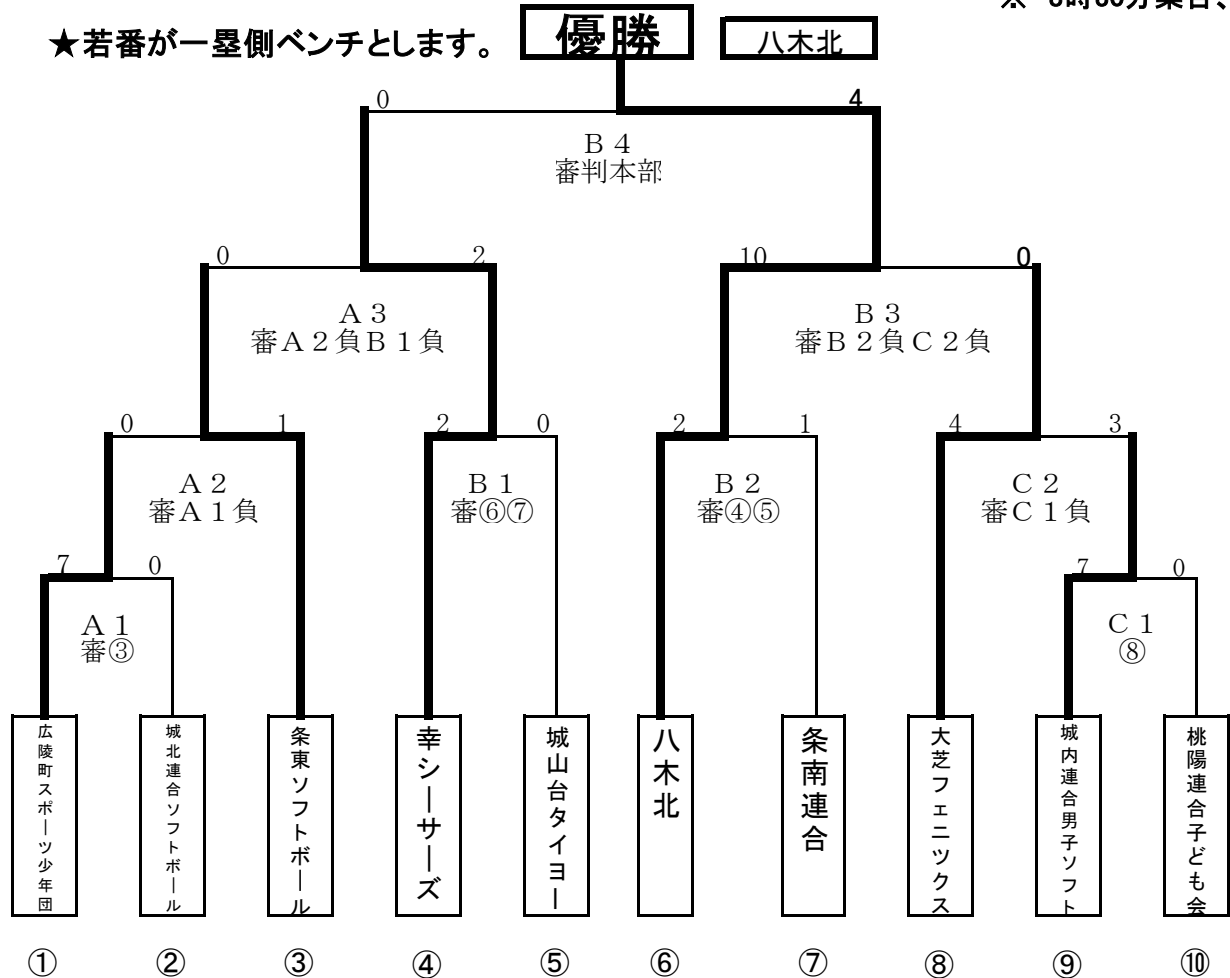 ※ 8時30分集合、
★若番が一塁側ベンチとします。
優勝
八木北
0 4
B4
審判本部
0 2 10 0
A3 B3
審A2負B1負 審B2負C2負
0 1 2 0 2 1 4 3
A2 B1 B2 C2
審A1負 審⑥⑦ 審④⑤ 審C1負
7 0 7 0
A1 C1
審③ ⑧
広陵町スポーツ少年団
城北連合ソフトボール
条東ソフトボール
幸シーサーズ
城山台タイヨー
八木北
条南連合
大芝フェニツクス
城内連合男子ソフト
桃陽連合子ども会
① ② ③ ④ ⑤ ⑥ ⑦ ⑧ ⑨ ⑩